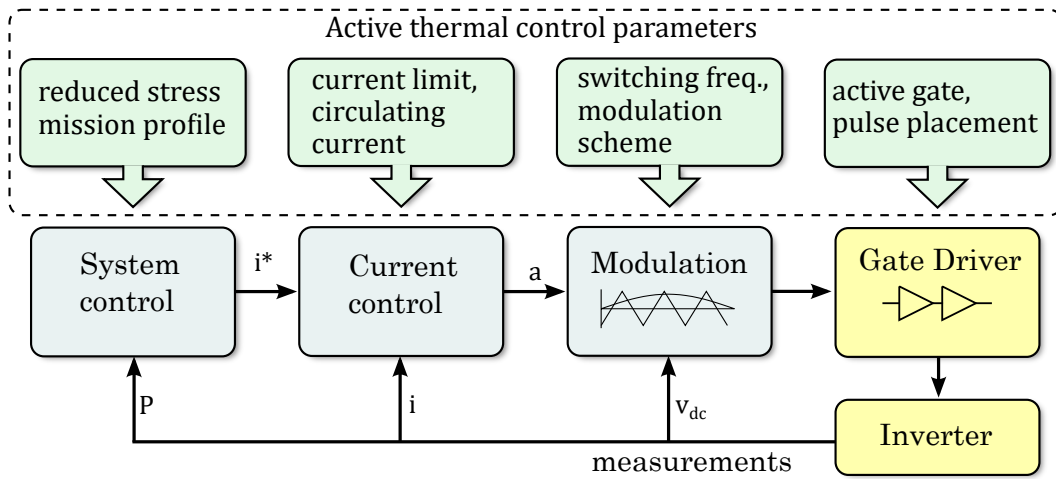 Active thermal control parameters
reduced stress
mission profile
current limit,
circulating
current
switching freq.,
modulation
scheme
active gate,
pulse placement
System
control
i*
Current
control
a
Modulation
Gate Driver
P
i
v_dc
Inverter
measurements